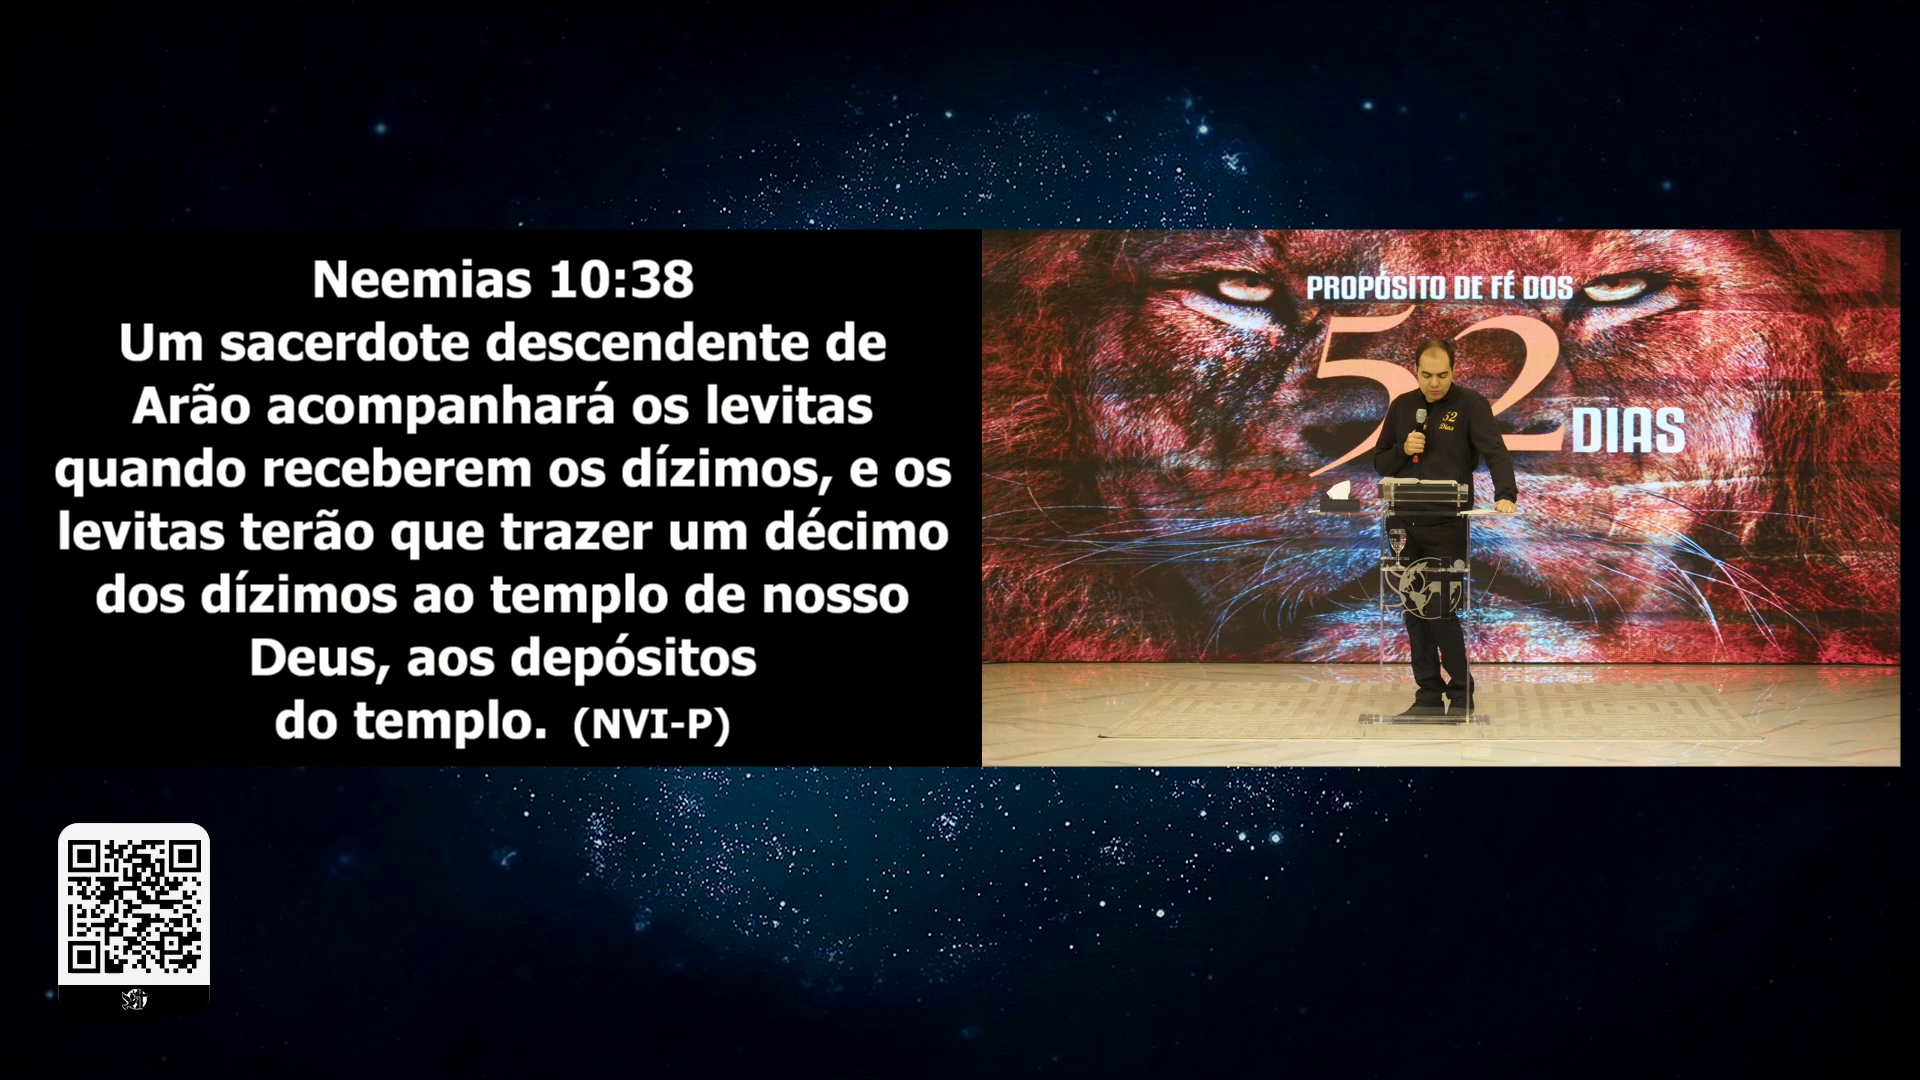 Neemias 10:38
Um sacerdote descendente de
Arão acompanhará os levitas
quando receberem os dízimos, e os
levitas terão que trazer um décimo
dos dízimos ao templo de nosso
Deus, aos depósitos
do templo. (NVI-P)
PROPÓSITO DE FÉ DOS
52
DIAS
52
Dias